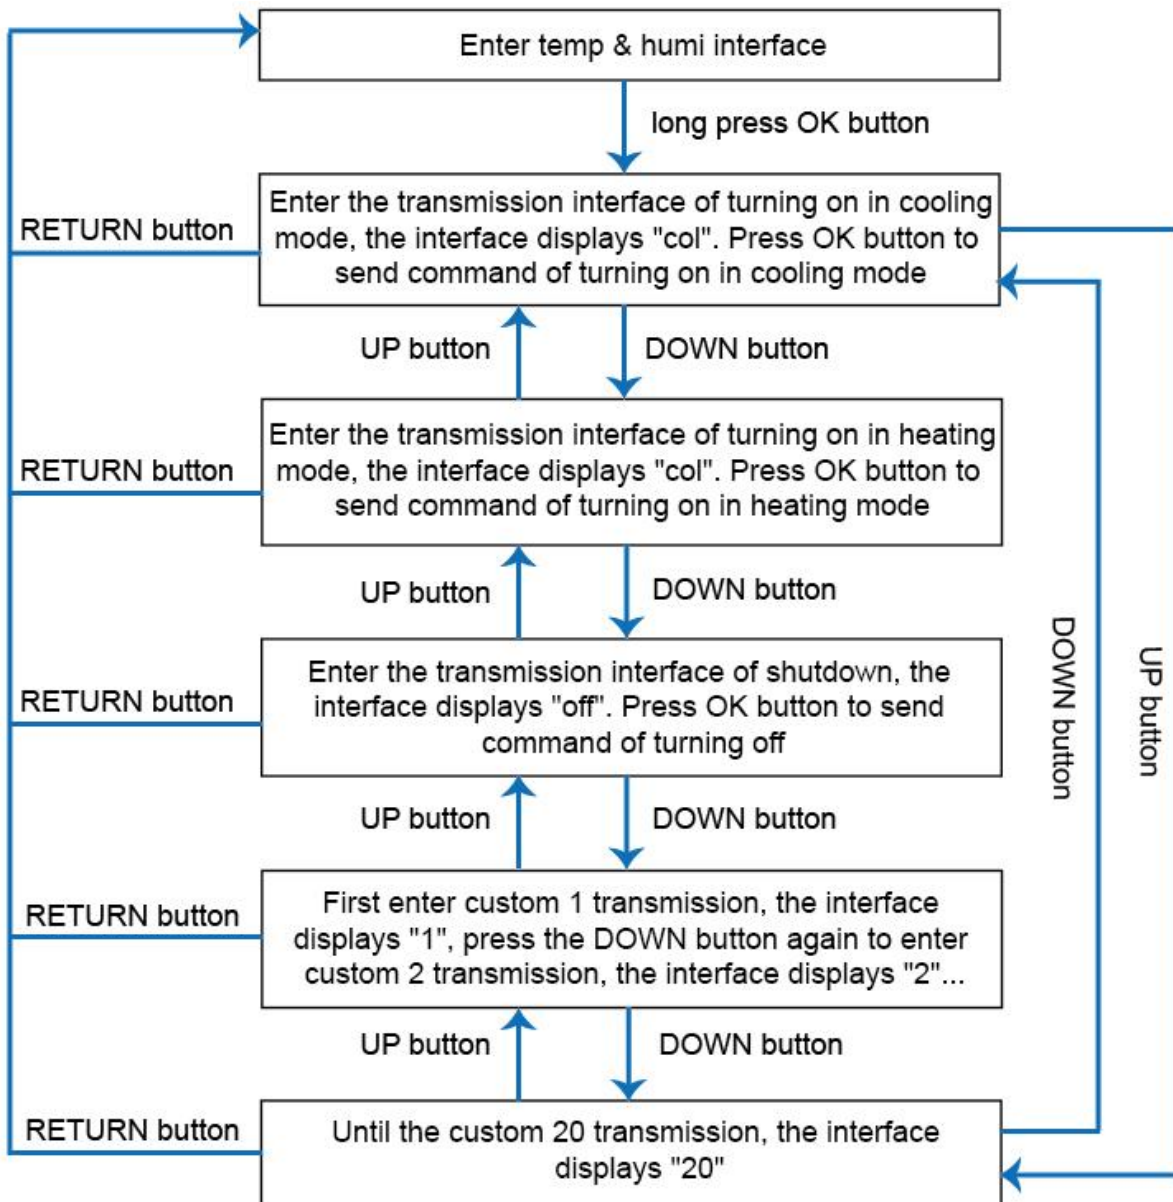 Enter temp & humi interface
long press OK button
Enter the transmission interface of turning on in cooling
mode, the interface displays "col". Press OK button to
send command of turning on in cooling mode
RETURN button
UP button
DOWN button
Enter the transmission interface of turning on in heating
mode, the interface displays "col". Press OK button to
send command of turning on in heating mode
RETURN button
UP button
DOWN button
Enter the transmission interface of shutdown, the
interface displays "off". Press OK button to send
command of turning off
RETURN button
UP button
DOWN button
First enter custom 1 transmission, the interface
displays "1", press the DOWN button again to enter
custom 2 transmission, the interface displays "2"...
RETURN button
UP button
DOWN button
Until the custom 20 transmission, the interface
displays "20"
RETURN button
DOWN button
UP button